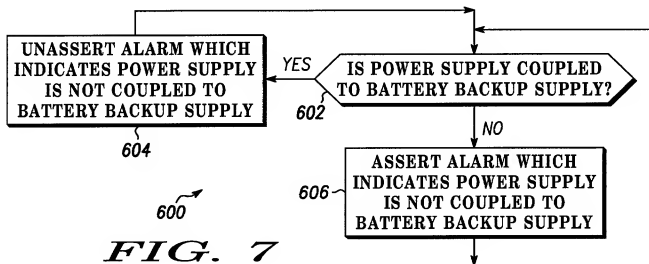 UNASSERT ALARM WHICH
INDICATES POWER SUPPLY
IS NOT COUPLED TO
BATTERY BACKUP SUPPLY
604
YES
IS POWER SUPPLY COUPLED
TO BATTERY BACKUP SUPPLY?
602
NO
ASSERT ALARM WHICH
INDICATES POWER SUPPLY
IS NOT COUPLED TO
BATTERY BACKUP SUPPLY
606
600
FIG. 7